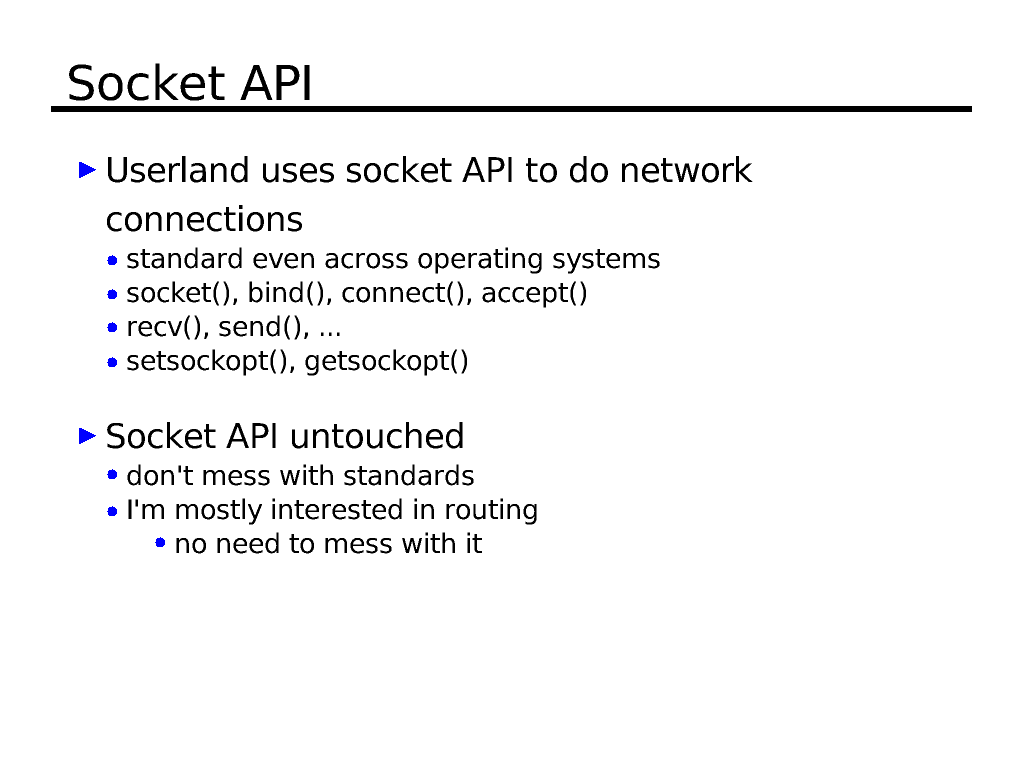 Socket API
Userland uses socket API to do network
connections
standard even across operating systems
socket(), bind(), connect(), accept()
recv(), send(), ...
setsockopt(), getsockopt()
Socket API untouched
don't mess with standards
I'm mostly interested in routing
no need to mess with it